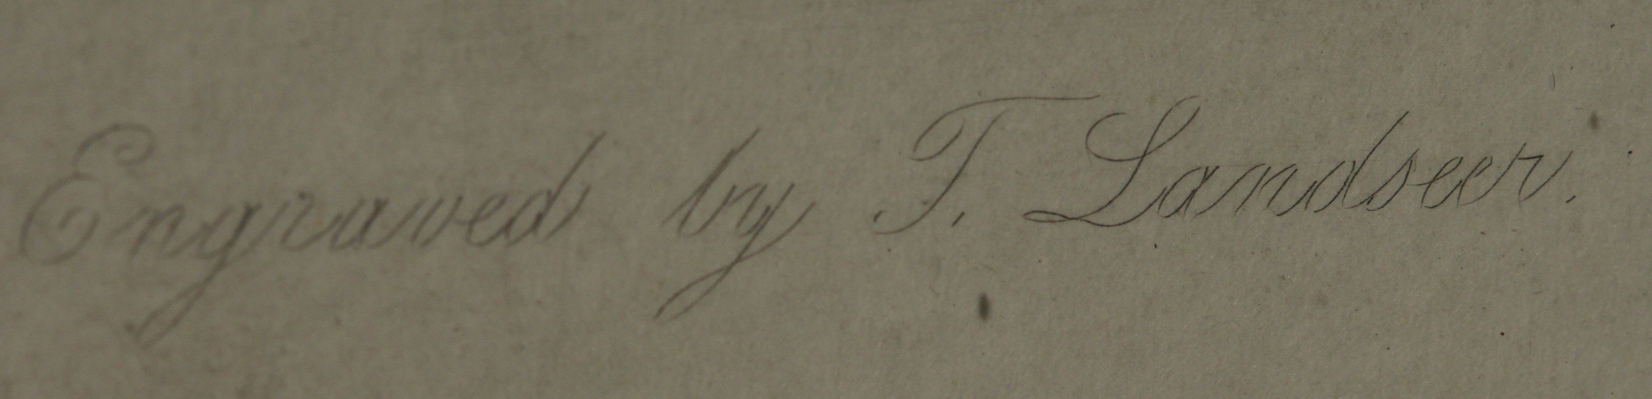 Engraved by T. Landseer.